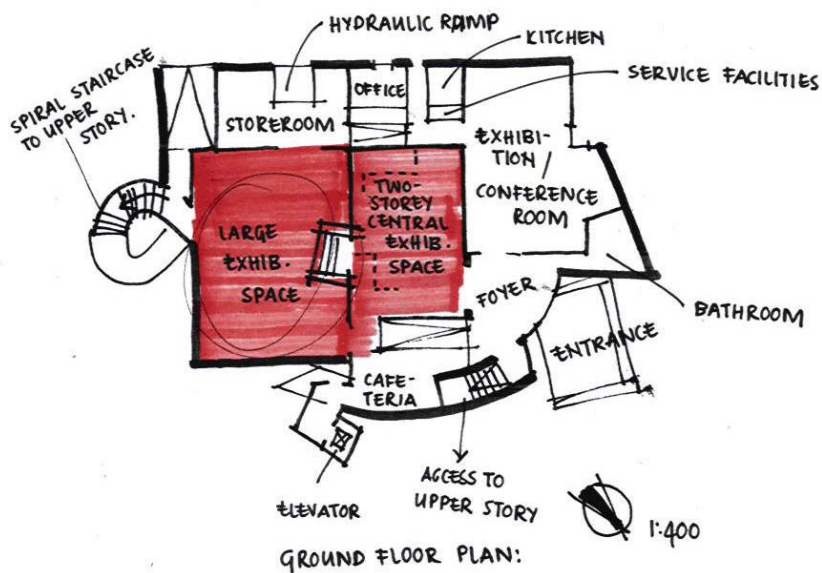 HYDRAULIC RAMP
KITCHEN
SERVICE FACILITIES
SPIRAL STAIRCASE
TO UPPER
STORY.
OFFICE
STOREROOM
EXHIBI-
TION/
CONFERENCE
ROOM
TWO-
STOREY
CENTRAL
EXHIB.
SPACE
LARGE
EXHIB.
SPACE
FOYER
BATHROOM
ENTRANCE
CAFE-
TERIA
ELEVATOR
ACCESS TO
UPPER STORY
1:400
GROUND FLOOR PLAN: